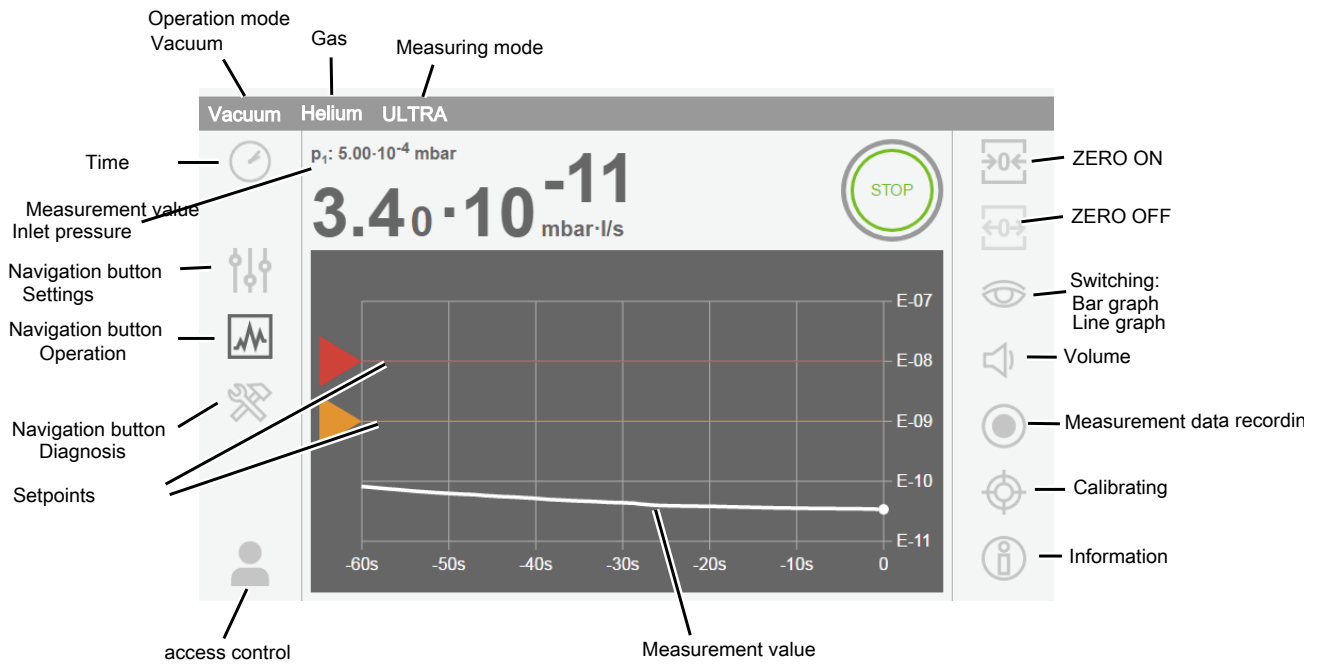 Operation mode
Vacuum
Gas
Measuring mode
Vacuum Helium ULTRA
Time
p1: 5.00·10-4 mbar
3.40·10-11
mbar·l/s
STOP
ZERO ON
Measurement value
Inlet pressure
ZERO OFF
Navigation button
Settings
Switching:
Bar graph
Line graph
E-07
Navigation button
Operation
E-08
Volume
Navigation button
Diagnosis
E-09
Measurement data recordin
Setpoints
E-10
Calibrating
E-11
Information
-60s -50s -40s -30s -20s -10s 0
access control
Measurement value